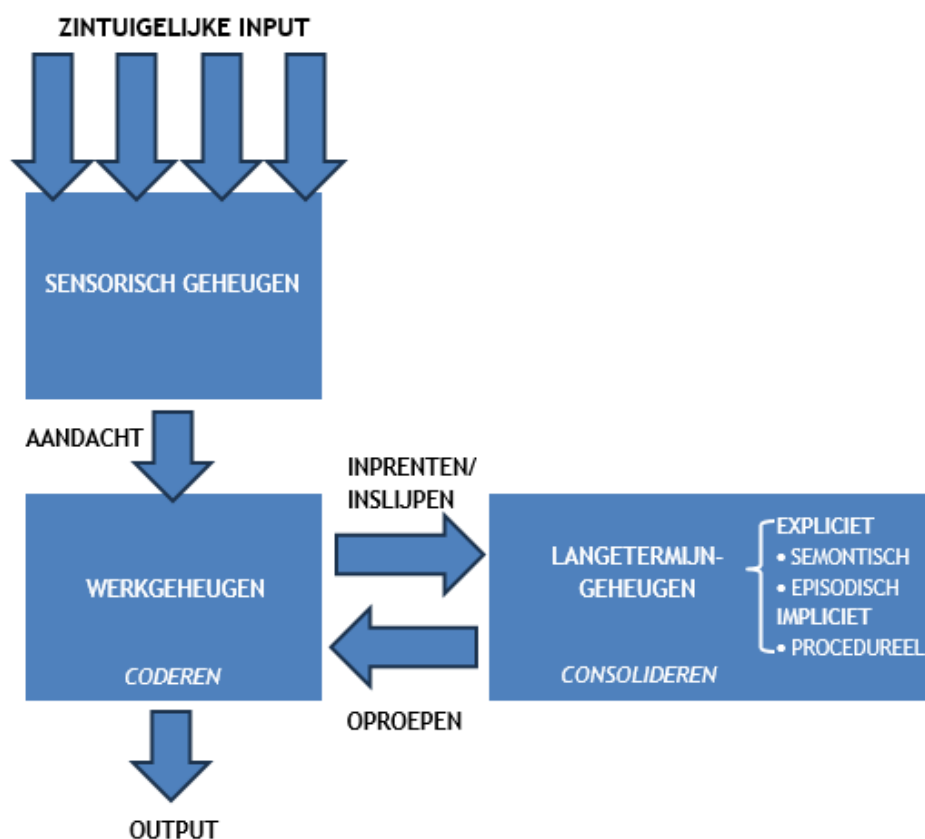 ZINTUIGELIJKE INPUT
SENSORISCH GEHEUGEN
AANDACHT
INPRENTEN/
INSLIJPEN
WERKGEHEUGEN
CODEREN
LANGETERMIJN-
GEHEUGEN
CONSOLIDEREN
EXPLICIET
• SEMONTISCH
• EPISODISCH
IMPLICIET
• PROCEDUREEL
OPROEPEN
OUTPUT